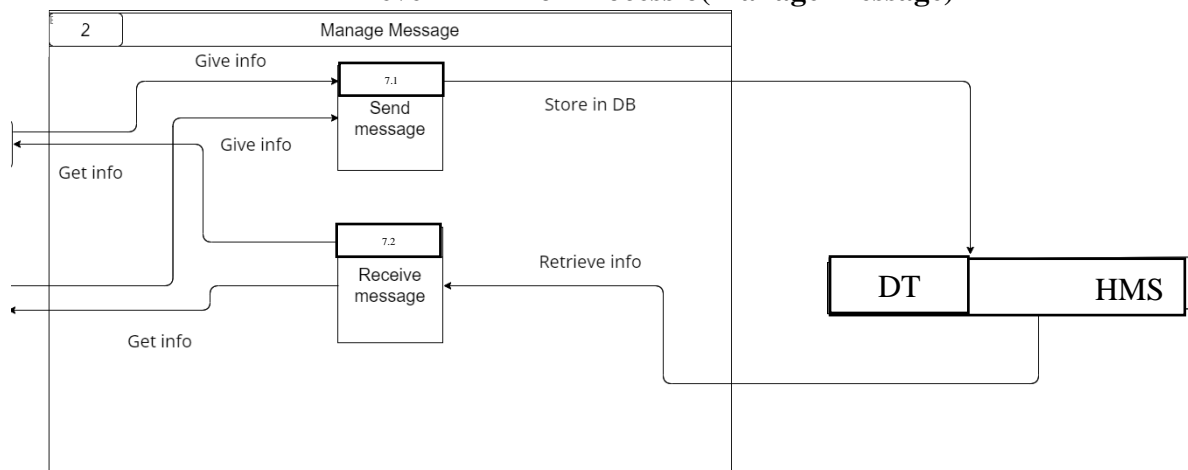 2
Manage Message
Give info
7.1
Send
message
Store in DB
Give info
Get info
7.2
Receive
message
Retrieve info
DT
HMS
Get info